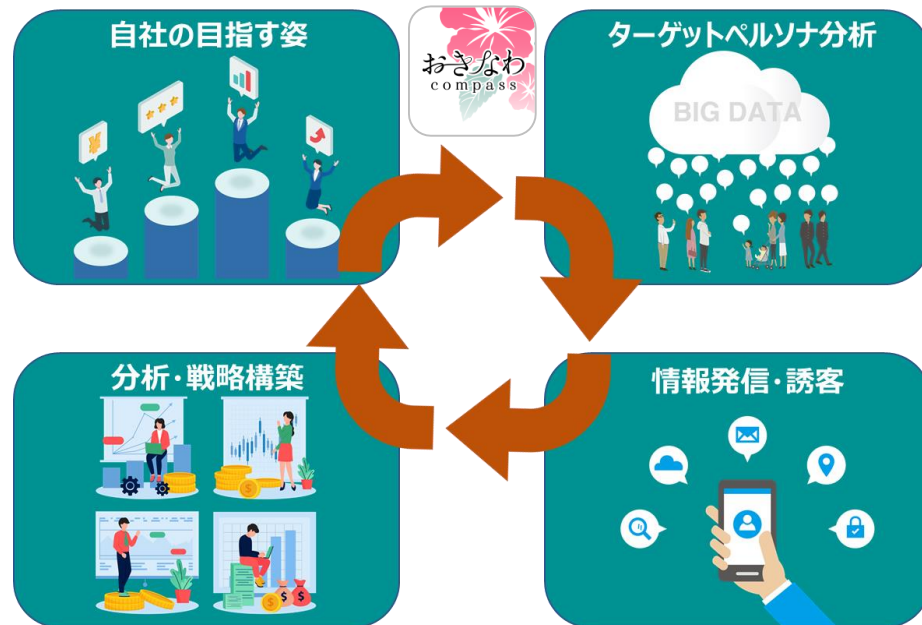 自社の目指す姿
おきなわ
compass
ターゲットペルソナ分析
BIG DATA
分析・戦略構築
情報発信・誘客